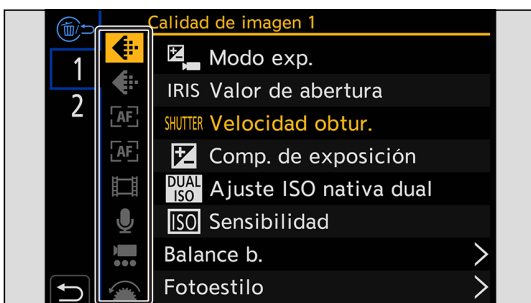 Calidad de imagen 1
1
2
Modo exp.
IRIS Valor de abertura
SHUTTER Velocidad obtur.
Comp. de exposición
DUAL ISO Ajuste ISO nativa dual
ISO Sensibilidad
Balance b.
Fotoestilo
AF
AF